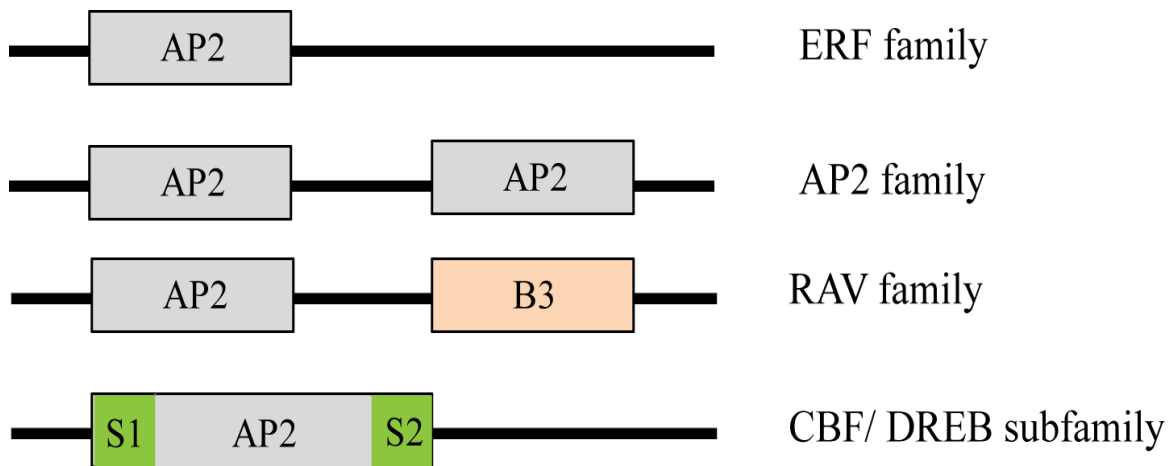 AP2 ERF family
AP2 AP2 AP2 family
AP2 B3 RAV family
S1 AP2 S2 CBF/ DREB subfamily